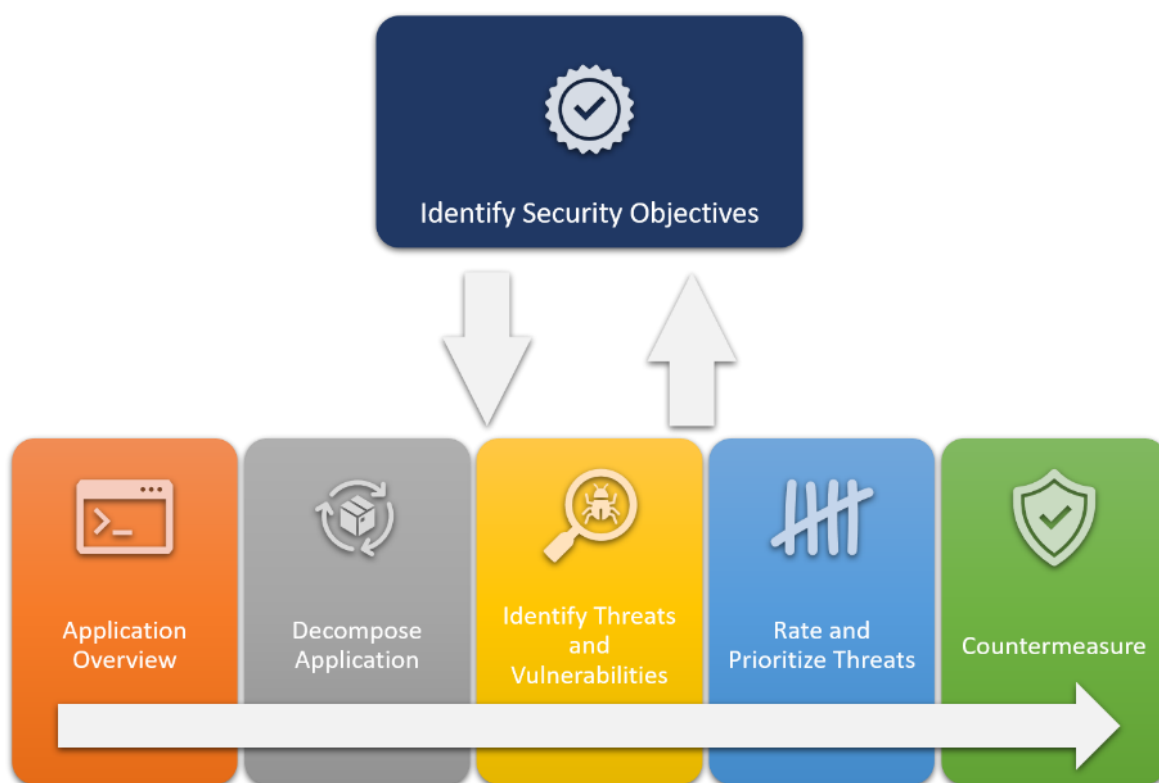 Identify Security Objectives
Application
Overview
Decompose
Application
Identify Threats
and
Vulnerabilities
Rate and
Prioritize Threats
Countermeasure